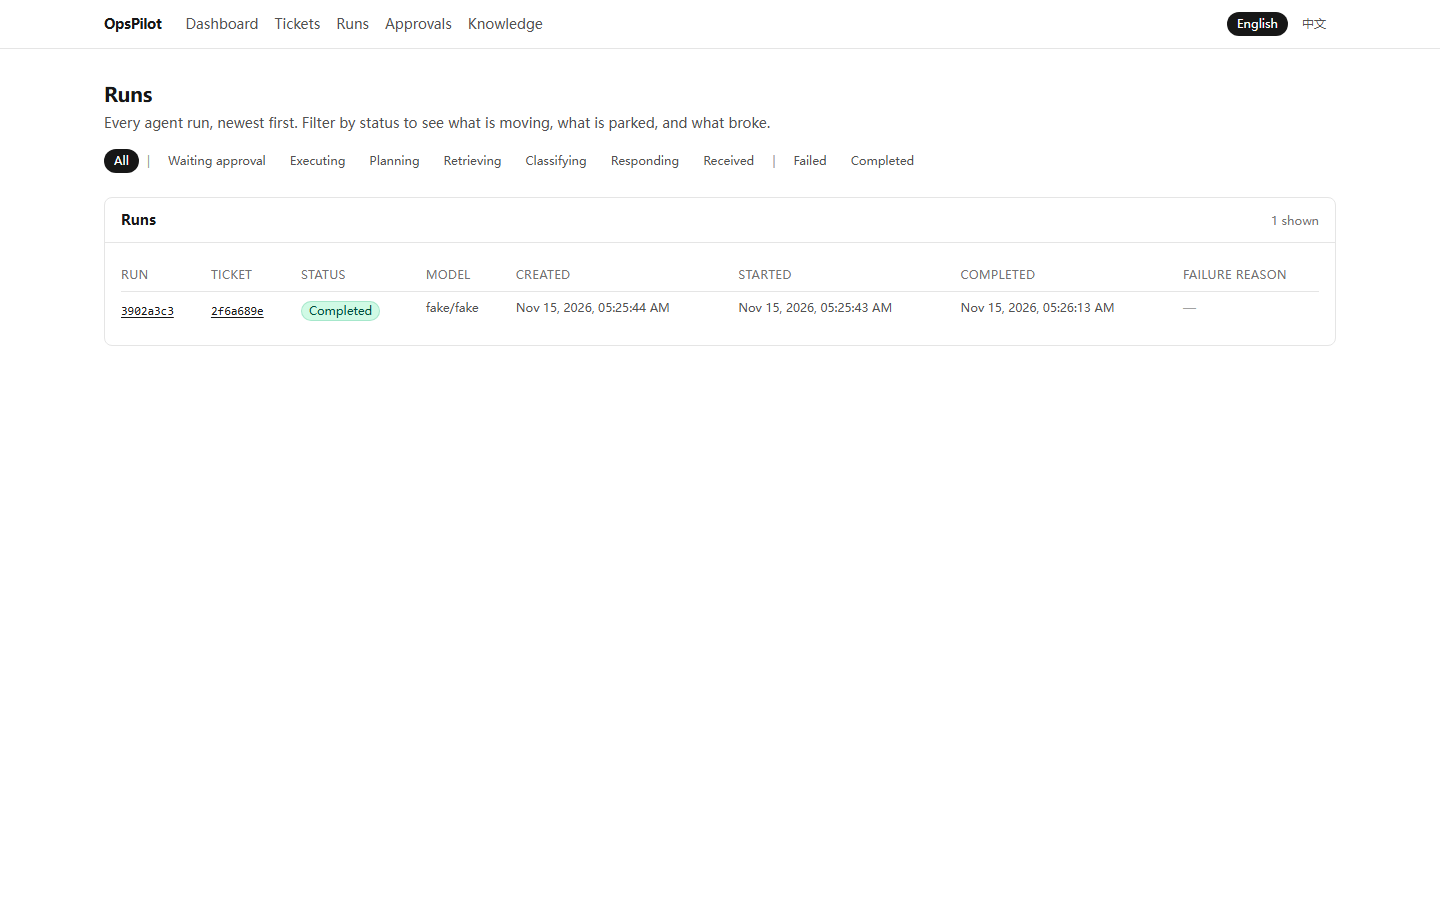 OpsPilot Dashboard Tickets Runs Approvals Knowledge English 中文
Runs
Every agent run, newest first. Filter by status to see what is moving, what is parked, and what broke.
All | Waiting approval Executing Planning Retrieving Classifying Responding Received | Failed Completed
Runs 1 shown
RUN TICKET STATUS MODEL CREATED STARTED COMPLETED FAILURE REASON
3902a3c3 2f6a689e Completed fake/fake Nov 15, 2026, 05:25:44 AM Nov 15, 2026, 05:25:43 AM Nov 15, 2026, 05:26:13 AM —